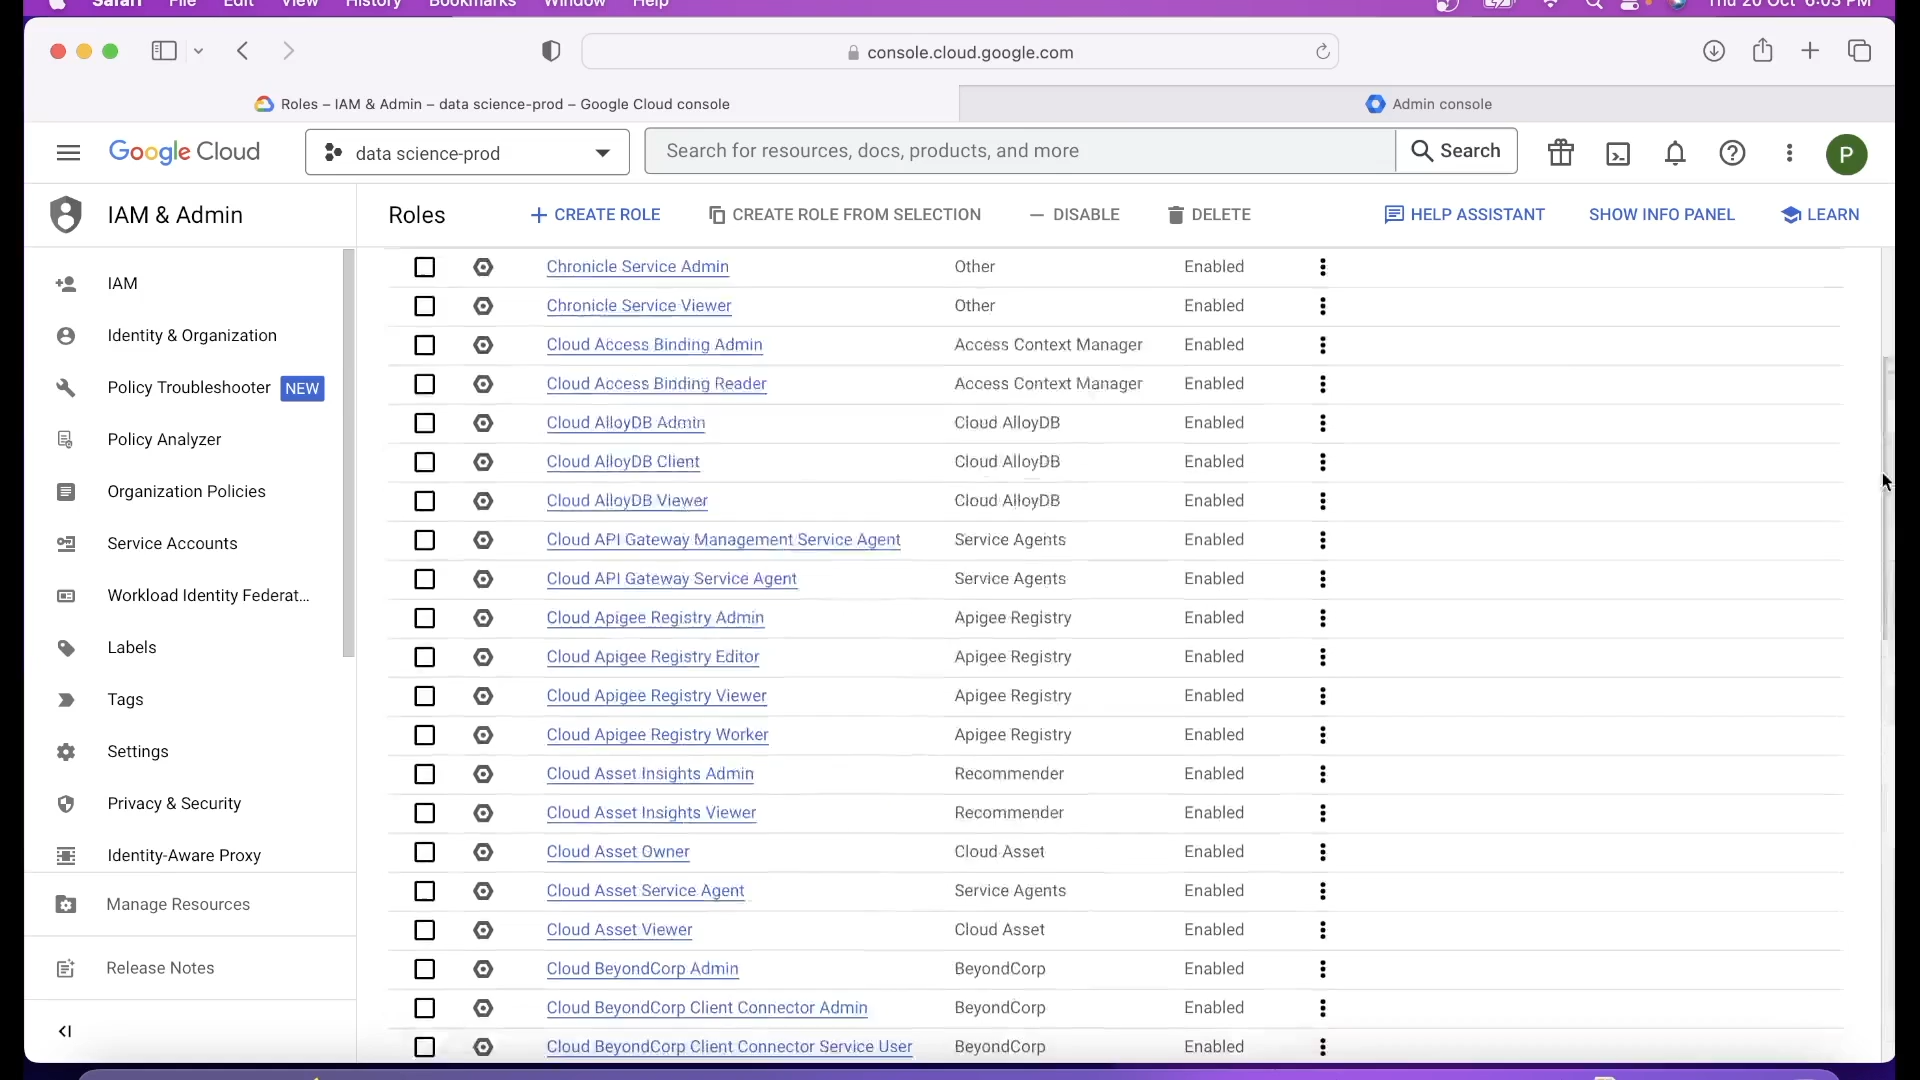 Safari File Edit View History Bookmarks Window Help Thu 20 Oct 6:03 PM
console.cloud.google.com
Roles – IAM & Admin – data science-prod – Google Cloud console Admin console
Google Cloud data science-prod Search for resources, docs, products, and more Search P
IAM & Admin
Roles CREATE ROLE CREATE ROLE FROM SELECTION DISABLE DELETE HELP ASSISTANT SHOW INFO PANEL LEARN
IAM
Identity & Organization
Policy Troubleshooter NEW
Policy Analyzer
Organization Policies
Service Accounts
Workload Identity Federat...
Labels
Tags
Settings
Privacy & Security
Identity-Aware Proxy
Manage Resources
Release Notes
Chronicle Service Admin Other Enabled
Chronicle Service Viewer Other Enabled
Cloud Access Binding Admin Access Context Manager Enabled
Cloud Access Binding Reader Access Context Manager Enabled
Cloud AlloyDB Admin Cloud AlloyDB Enabled
Cloud AlloyDB Client Cloud AlloyDB Enabled
Cloud AlloyDB Viewer Cloud AlloyDB Enabled
Cloud API Gateway Management Service Agent Service Agents Enabled
Cloud API Gateway Service Agent Service Agents Enabled
Cloud Apigee Registry Admin Apigee Registry Enabled
Cloud Apigee Registry Editor Apigee Registry Enabled
Cloud Apigee Registry Viewer Apigee Registry Enabled
Cloud Apigee Registry Worker Apigee Registry Enabled
Cloud Asset Insights Admin Recommender Enabled
Cloud Asset Insights Viewer Recommender Enabled
Cloud Asset Owner Cloud Asset Enabled
Cloud Asset Service Agent Service Agents Enabled
Cloud Asset Viewer Cloud Asset Enabled
Cloud BeyondCorp Admin BeyondCorp Enabled
Cloud BeyondCorp Client Connector Admin BeyondCorp Enabled
Cloud BeyondCorp Client Connector Service User BeyondCorp Enabled